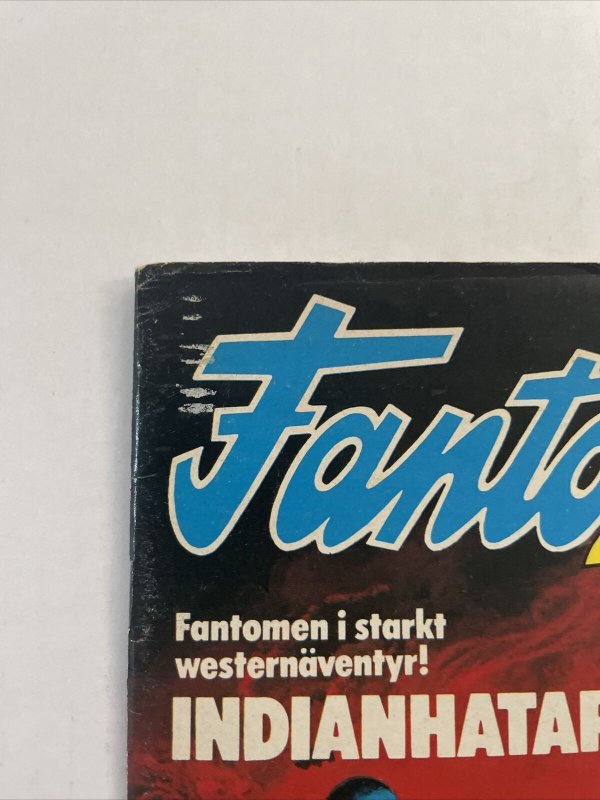 Fanto
Fantomen i starkt
westernäventyr!
INDIANHATAR